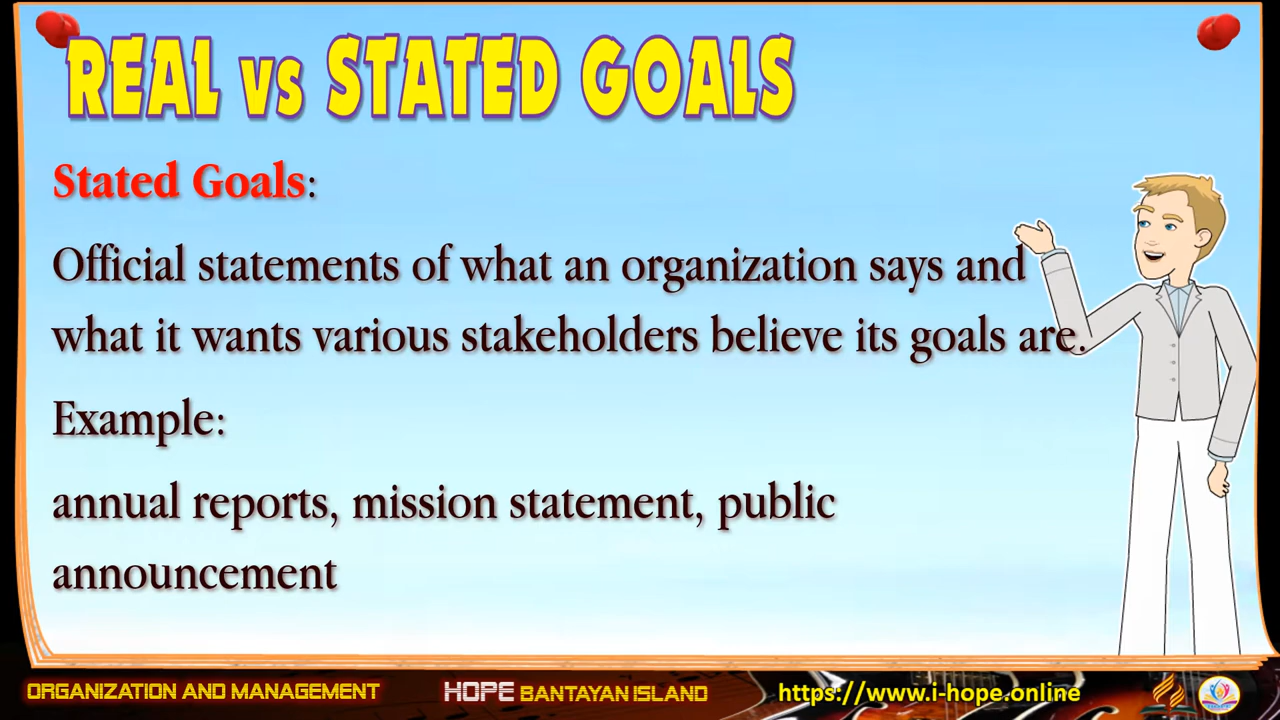 REAL vs STATED GOALS
Stated Goals:
Official statements of what an organization says and
what it wants various stakeholders believe its goals are.
Example:
annual reports, mission statement, public
announcement
ORGANIZATION AND MANAGEMENT
HOPE BANTAYAN ISLAND
https://www.i-hope.online